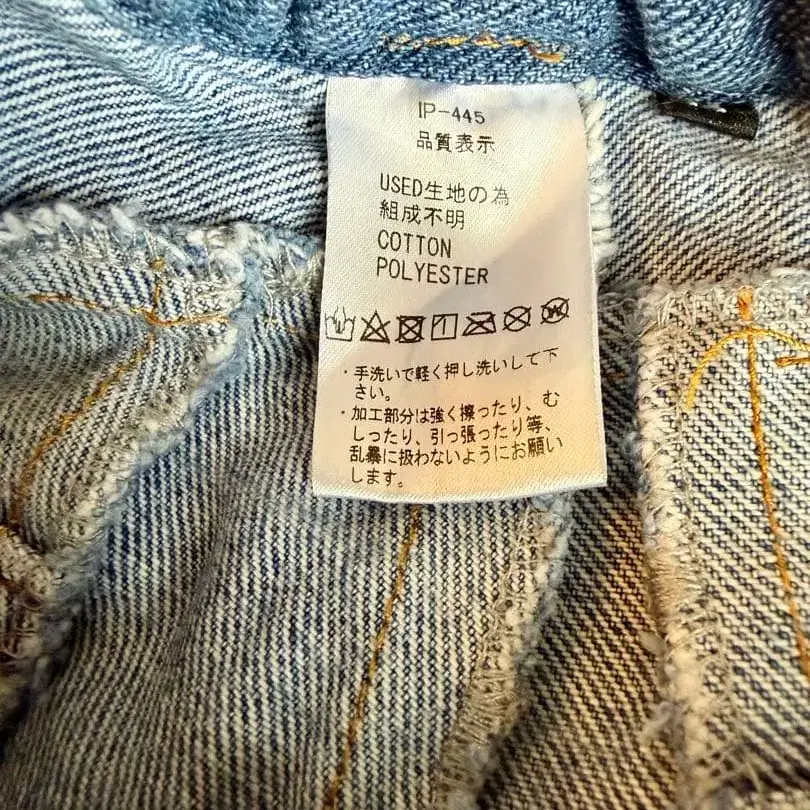 IP-445
品質表示
USED生地の為
組成不明
COTTON
POLYESTER
・手洗いで軽く押し洗いして下
さい。
・加工部分は強く擦ったり、む
しったり、引っ張ったり等、
乱暴に扱わないようにお願い
します。